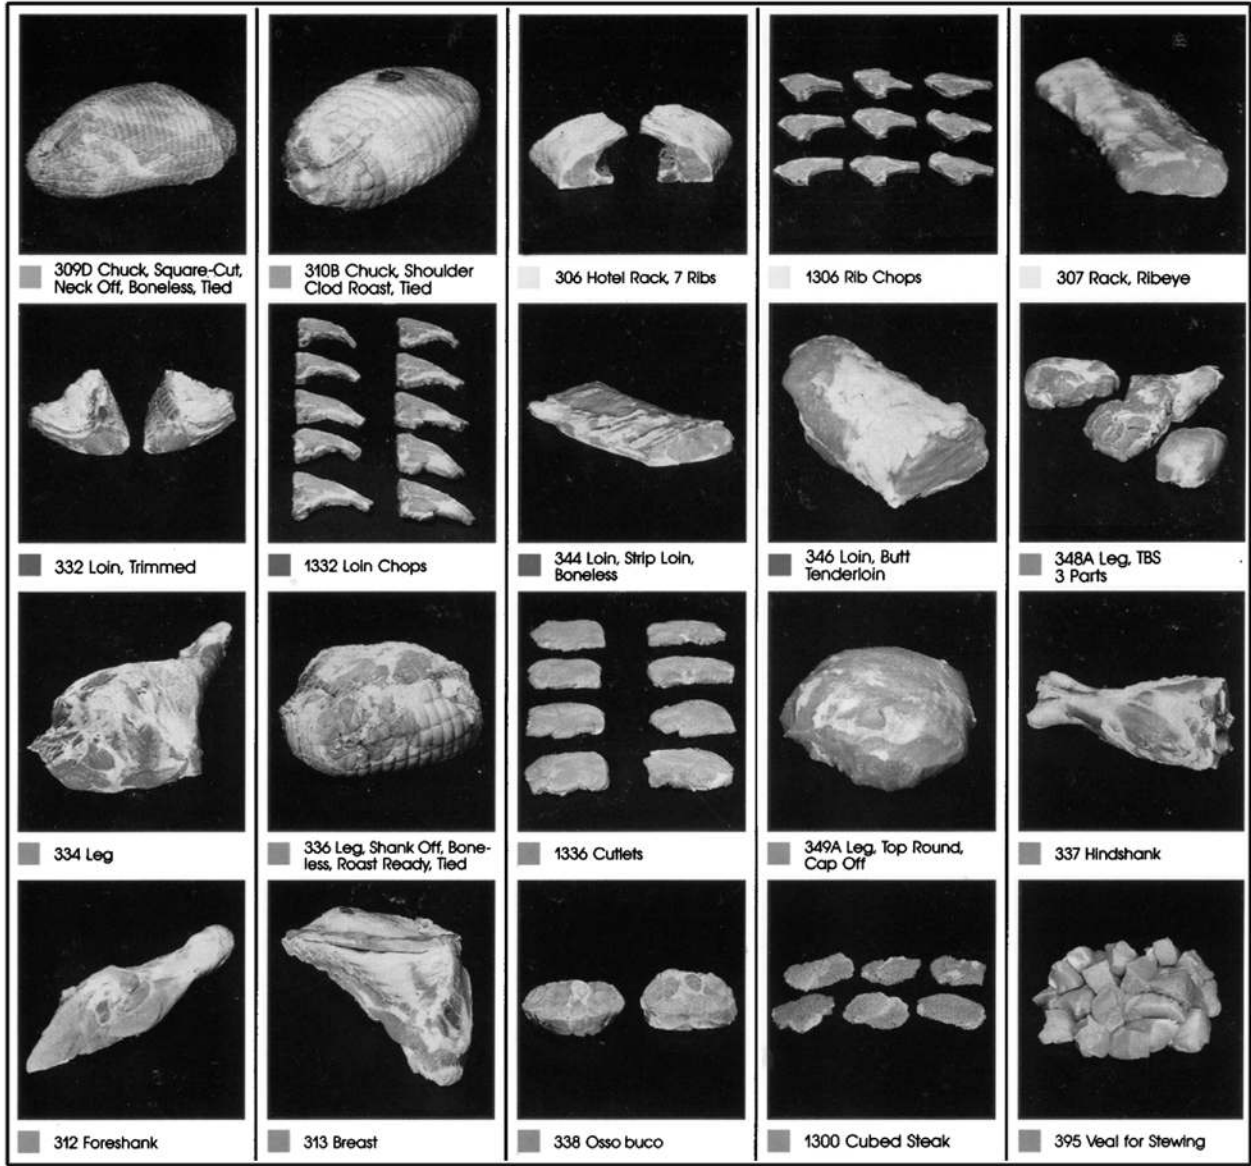 309D Chuck, Square-Cut,
Neck Off, Boneless, Tied
310B Chuck, Shoulder
Clod Roast, Tied
306 Hotel Rack, 7 Ribs
1306 Rib Chops
307 Rack, Ribeye
332 Loin, Trimmed
1332 Loin Chops
344 Loin, Strip Loin,
Boneless
346 Loin, Butt
Tenderloin
348A Leg, TBS
3 Parts
334 Leg
336 Leg, Shank Off, Bone-
less, Roast Ready, Tied
1336 Cutlets
349A Leg, Top Round,
Cap Off
337 Hindshank
312 Foreshank
313 Breast
338 Osso buco
1300 Cubed Steak
395 Veal for Stewing